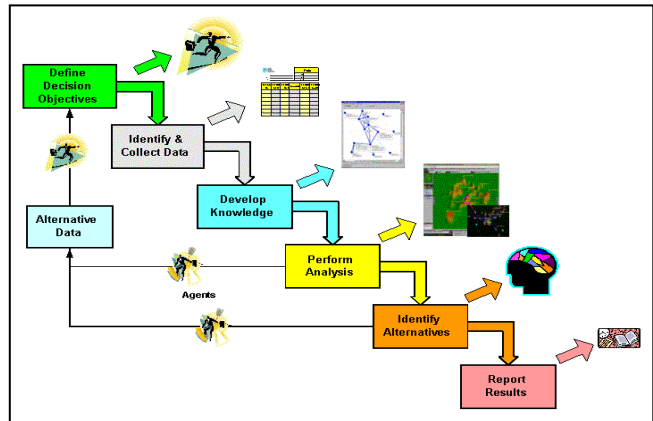 Define
Decision
Objectives
Identify &
Collect Data
Develop
Knowledge
Alternative
Data
Perform
Analysis
Agents
Identify
Alternatives
Report
Results